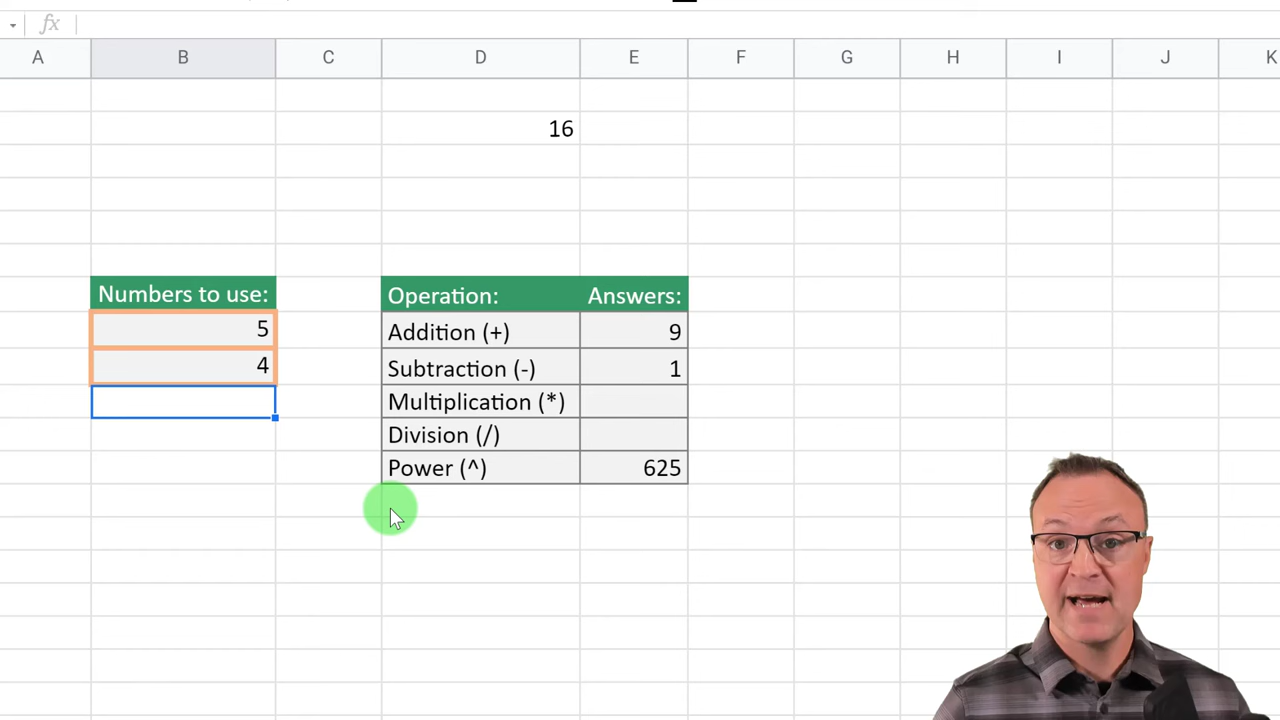 fx
A B C D E F G H I J K
16
Numbers to use:
5
4
Operation: Answers:
Addition (+) 9
Subtraction (-) 1
Multiplication (*)
Division (/)
Power (^) 625